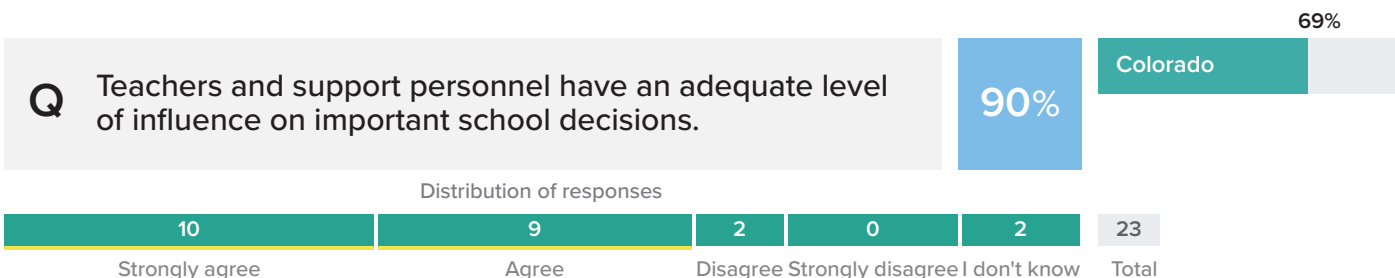 69%
Q Teachers and support personnel have an adequate level
of influence on important school decisions.
90%
Colorado
Distribution of responses
10 9 2 0 2 23
Strongly agree Agree Disagree Strongly disagree I don't know Total